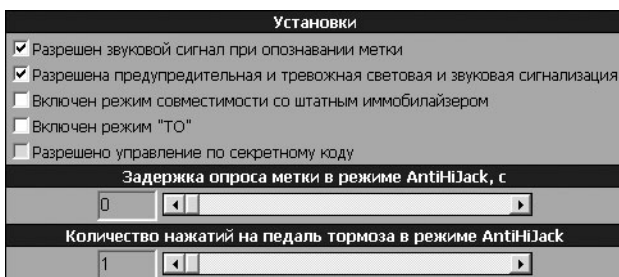 Установки
Разрешен звуковой сигнал при опознавании метки
Разрешена предупредительная и тревожная световая и звуковая сигнализация
Включен режим совместимости со штатным иммобилайзером
Включен режим "ТО"
Разрешено управление по секретному коду
Задержка опроса метки в режиме AntiHiJack, с
0
Количество нажатий на педаль тормоза в режиме AntiHiJack
1